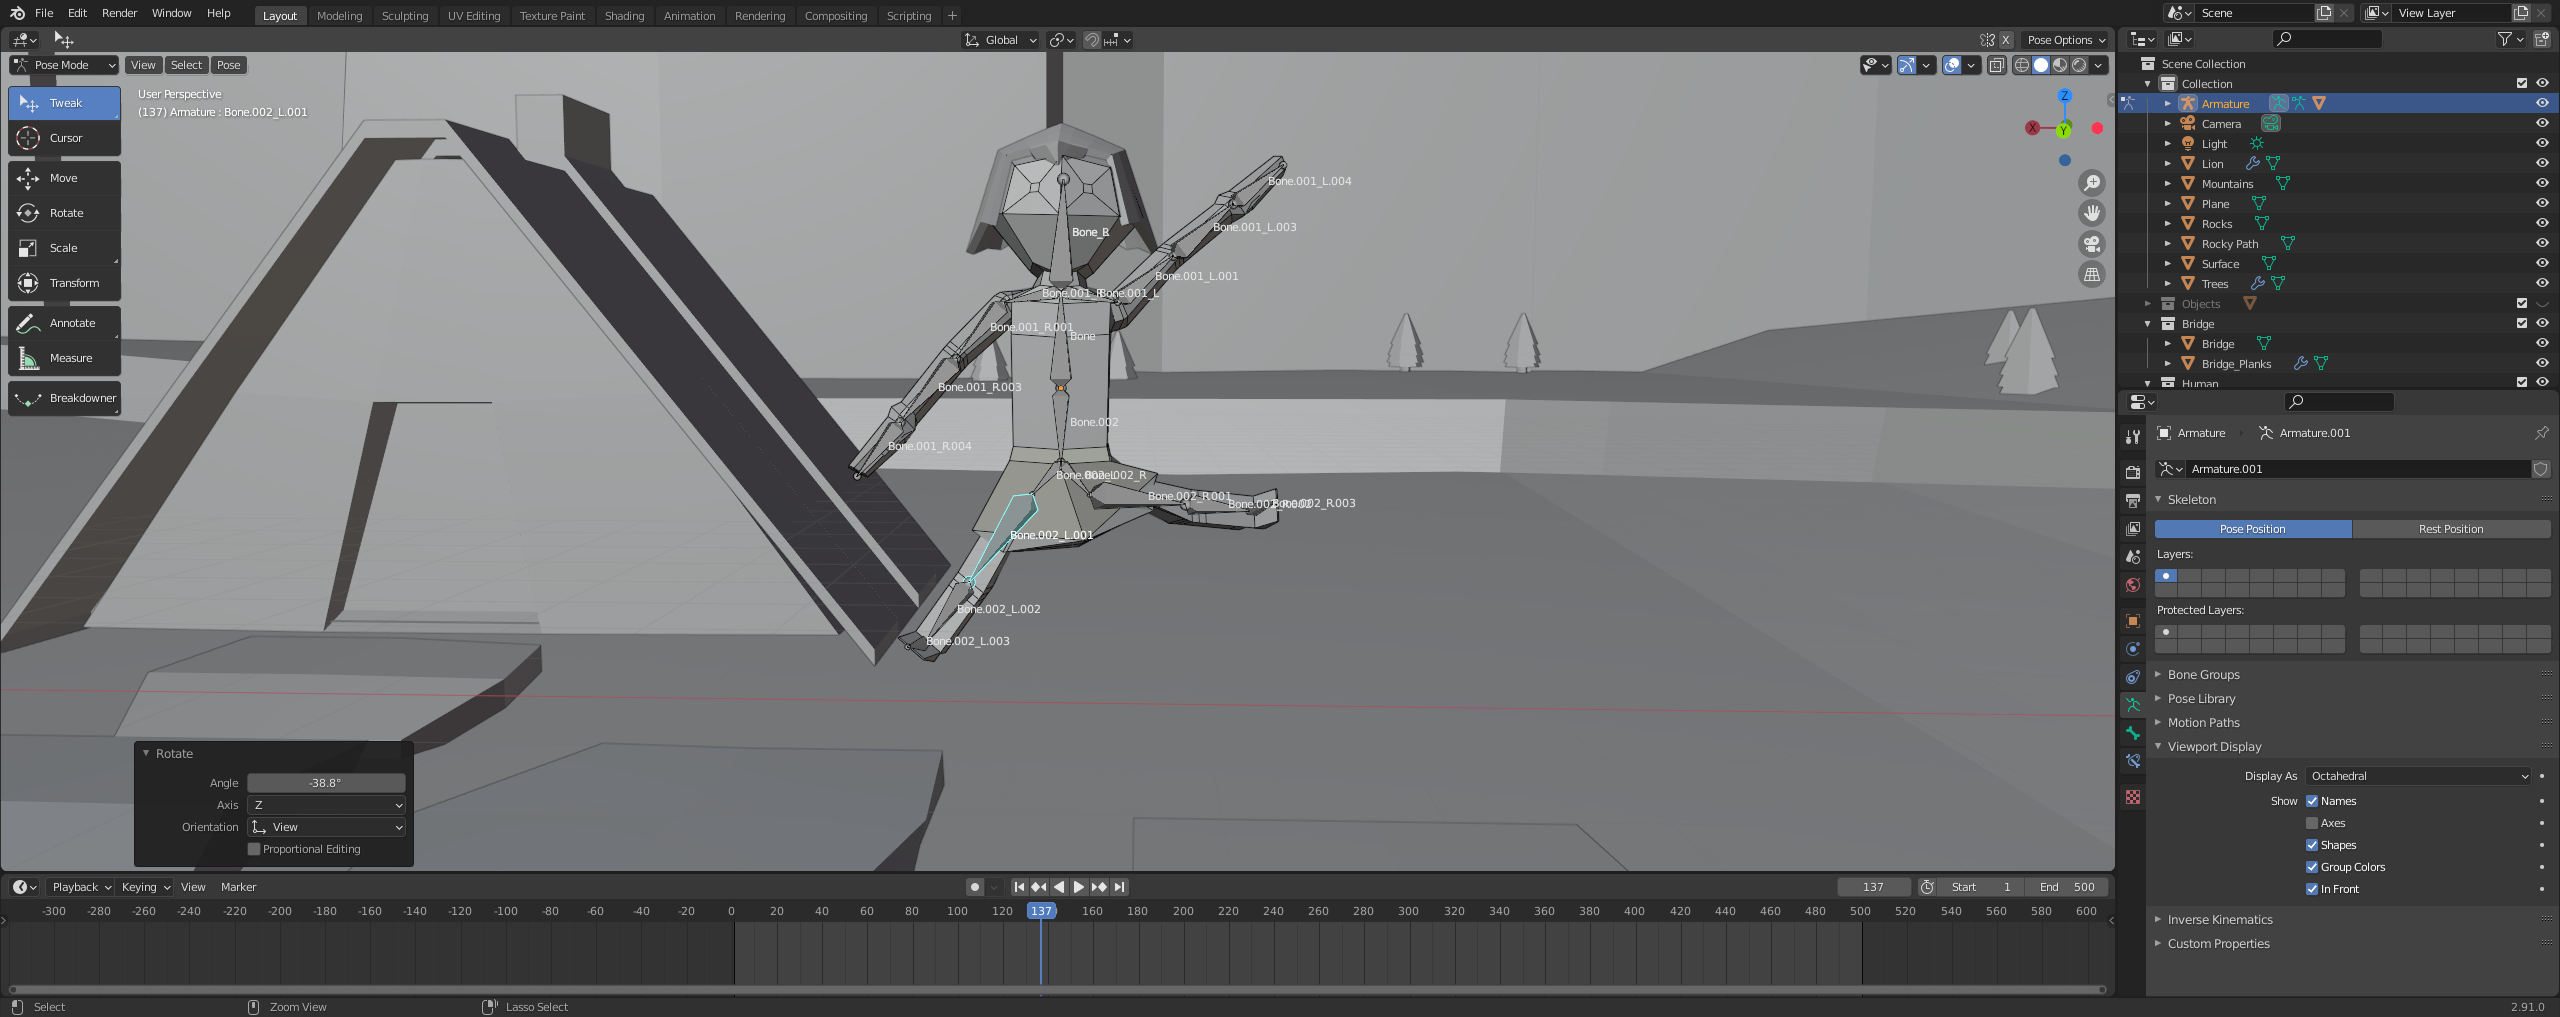 File Edit Render Window Help Layout Modeling Sculpting UV Editing Texture Paint Shading Animation Rendering Compositing Scripting + Scene View Layer
Global X Pose Options
Pose Mode View Select Pose
User Perspective
(137) Armature : Bone.002_L.001
Tweak
Cursor
Move
Rotate
Scale
Transform
Annotate
Measure
Breakdowner
Z
X
Y
Bone.001_L.004
Bone.001_L.003
Bone_R
Bone.001_L.001
Bone.001_L
Bone.001_R.001
Bone
Bone.001_R.003
Bone.002
Bone.001_R.004
Bone.002_R.001
Bone.002_R.003
Bone.002_L.001
Bone.002_L.002
Bone.002_L.003
Rotate
Angle -38.8°
Axis Z
Orientation View
Proportional Editing
Playback Keying View Marker 137 Start 1 End 500
-300 -280 -260 -240 -220 -200 -180 -160 -140 -120 -100 -80 -60 -40 -20 0 20 40 60 80 100 120 137 160 180 200 220 240 260 280 300 320 340 360 380 400 420 440 460 480 500 520 540 560 580 600
Select Zoom View Lasso Select 2.91.0
Scene Collection
Collection
Armature
Camera
Light
Lion
Mountains
Plane
Rocks
Rocky Path
Surface
Trees
Objects
Bridge
Bridge
Bridge_Planks
Human
Armature Armature.001
Armature.001
Skeleton
Pose Position Rest Position
Layers:
Protected Layers:
Bone Groups
Pose Library
Motion Paths
Viewport Display
Display As Octahedral
Show Names
Axes
Shapes
Group Colors
In Front
Inverse Kinematics
Custom Properties